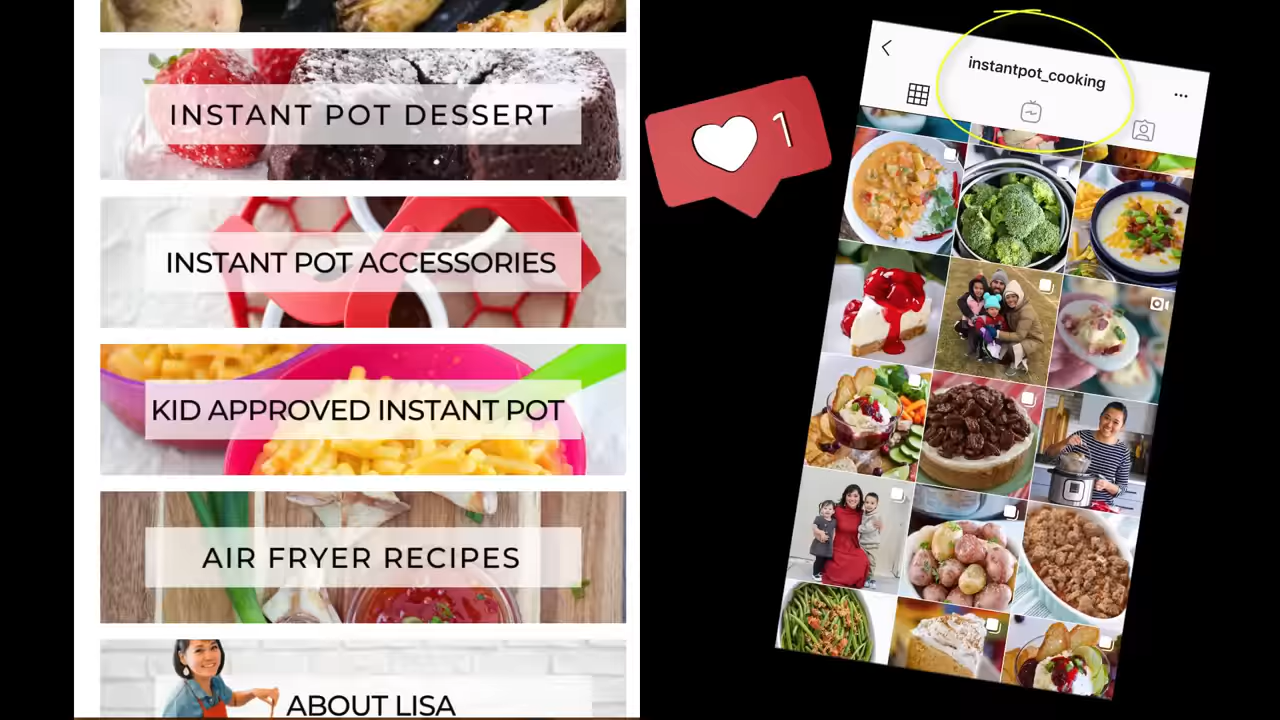 INSTANT POT DESSERT
INSTANT POT ACCESSORIES
KID APPROVED INSTANT POT
AIR FRYER RECIPES
ABOUT LISA
1
instantpot_cooking